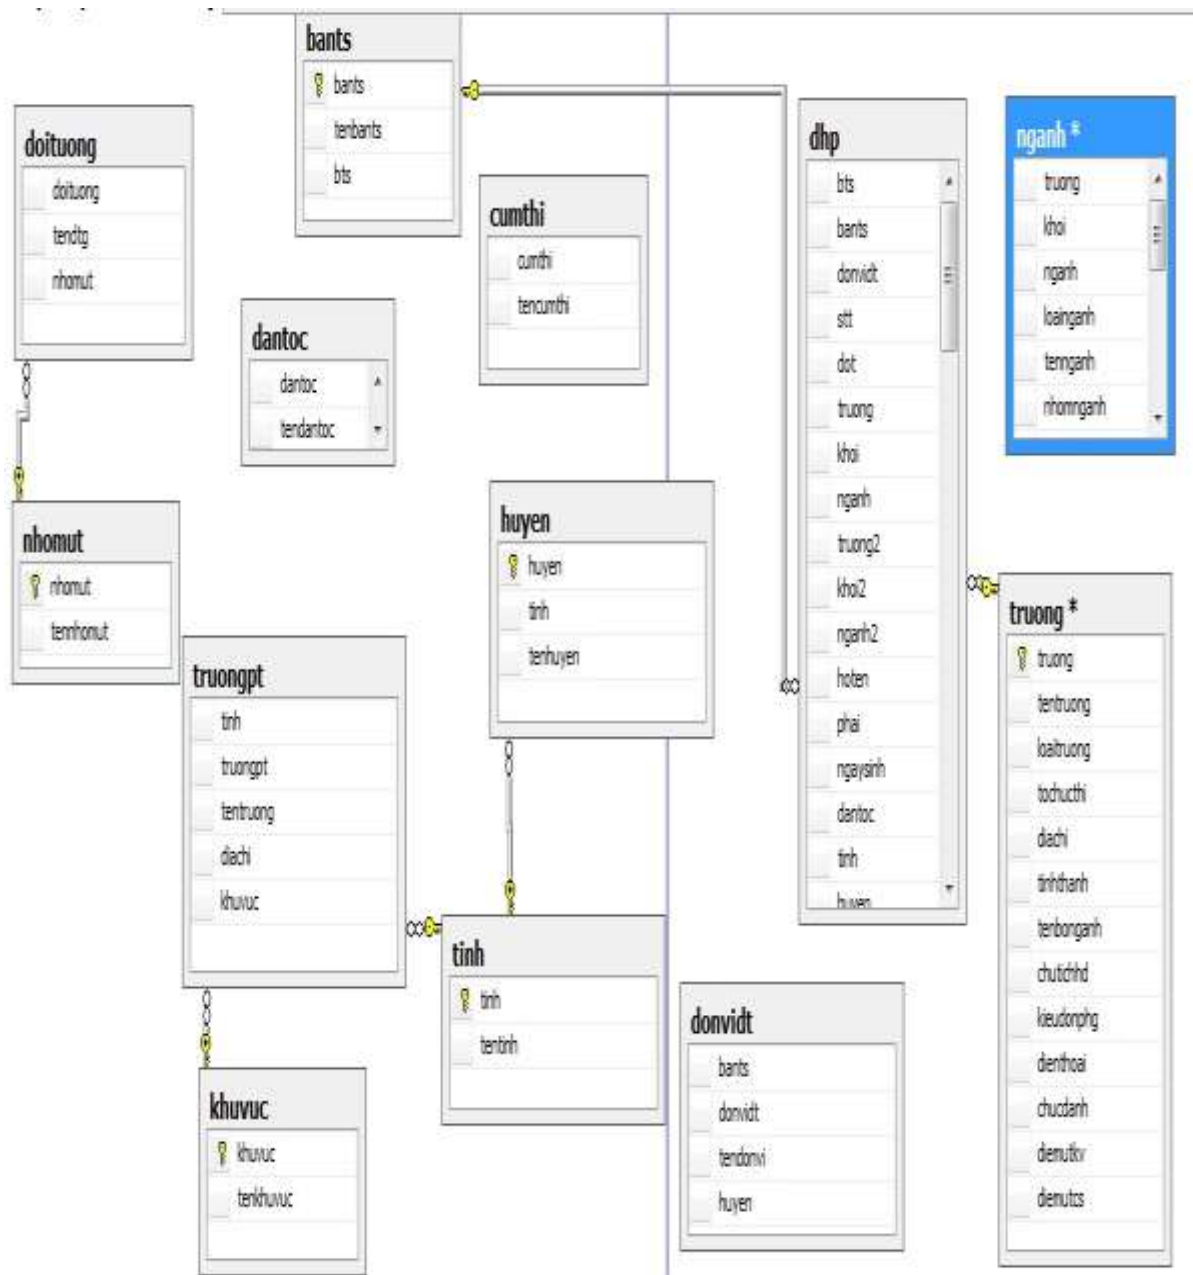 bants
bants
tenbants
bts
doituong
doituong
tendtg
nhomut
cumthi
cumthi
tencumthi
dantoc
dantoc
tendantoc
dhp
bts
bants
donvidt
stt
dot
truong
khoi
nganh
truong2
khoi2
nganh2
hoten
phai
ngaysinh
dantoc
tinh
huyen
nganh *
truong
khoi
nganh
loainganh
tennganh
nhomnganh
nhomut
nhomut
tennhomut
huyen
huyen
tinh
tenhuyen
truongpt
tinh
truongpt
tentruong
diachi
khuvuc
truong *
truong
tentruong
loaitruong
tochucthi
diachi
tinhthanh
tenbonganh
chutichhd
kieudonphg
dienthoai
chucdanh
diemutkv
diemutcs
tinh
tinh
tentinh
donvidt
bants
donvidt
tendonvi
huyen
khuvuc
khuvuc
tenkhuvuc